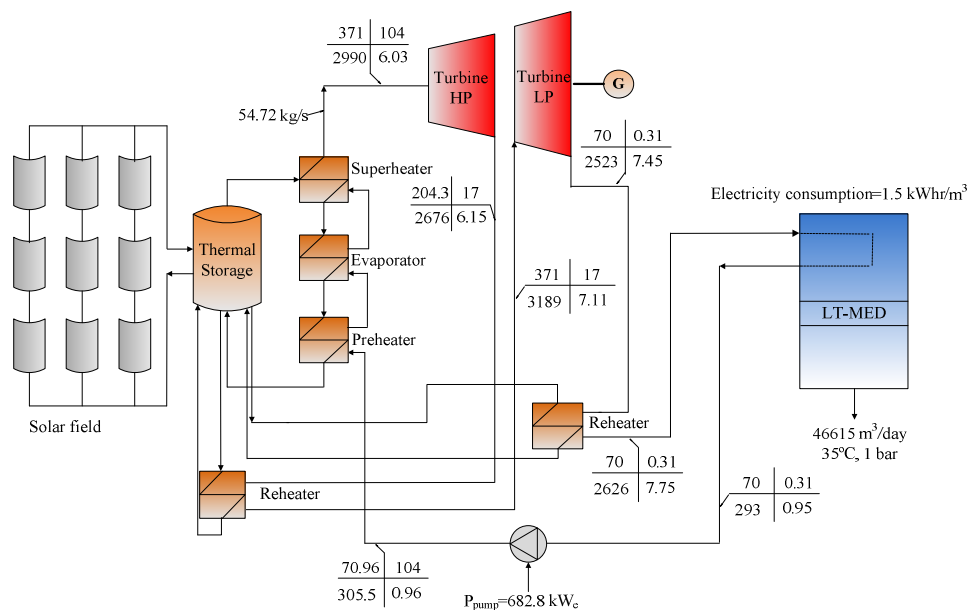 371 104
2990 6.03
Turbine
HP
Turbine
LP
G
54.72 kg/s
70 0.31
2523 7.45
Superheater
204.3 17
2676 6.15
Electricity consumption=1.5 kWhr/m³
Thermal
Storage
Evaporator
371 17
3189 7.11
LT-MED
Preheater
Solar field
Reheater
46615 m³/day
35ºC, 1 bar
70 0.31
2626 7.75
Reheater
70 0.31
293 0.95
70.96 104
305.5 0.96
Ppump=682.8 kWe